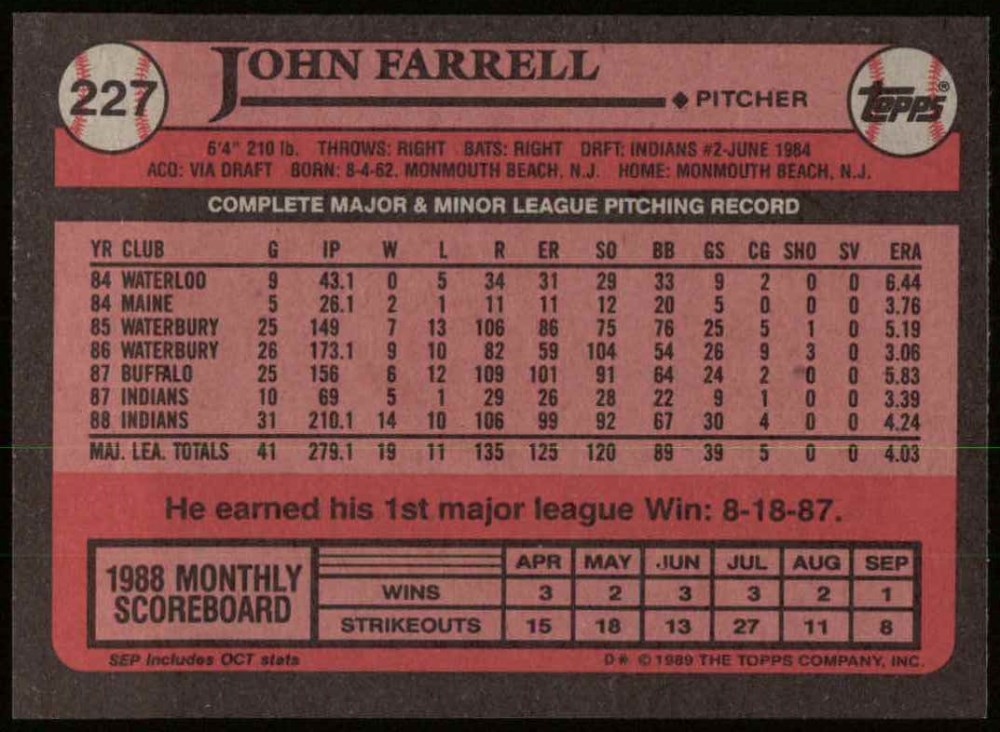 227
JOHN FARRELL
◆ PITCHER
Topps®
6'4" 210 lb. THROWS: RIGHT BATS: RIGHT DRFT: INDIANS #2-JUNE 1984
ACQ: VIA DRAFT BORN: 8-4-62, MONMOUTH BEACH, N.J. HOME: MONMOUTH BEACH, N.J.
COMPLETE MAJOR & MINOR LEAGUE PITCHING RECORD
YR CLUB G IP W L R ER SO BB GS CG SHO SV ERA
84 WATERLOO 9 43.1 0 5 34 31 29 33 9 2 0 0 6.44
84 MAINE 5 26.1 2 1 11 11 12 20 5 0 0 0 3.76
85 WATERBURY 25 149 7 13 106 86 75 76 25 5 1 0 5.19
86 WATERBURY 26 173.1 9 10 82 59 104 54 26 9 3 0 3.06
87 BUFFALO 25 156 6 12 109 101 91 64 24 2 0 0 5.83
87 INDIANS 10 69 5 1 29 26 28 22 9 1 0 0 3.39
88 INDIANS 31 210.1 14 10 106 99 92 67 30 4 0 0 4.24
MAJ. LEA. TOTALS 41 279.1 19 11 135 125 120 89 39 5 0 0 4.03
He earned his 1st major league Win: 8-18-87.
1988 MONTHLY
SCOREBOARD
APR MAY JUN JUL AUG SEP
WINS 3 2 3 3 2 1
STRIKEOUTS 15 18 13 27 11 8
SEP Includes OCT stats
D* © 1989 THE TOPPS COMPANY, INC.